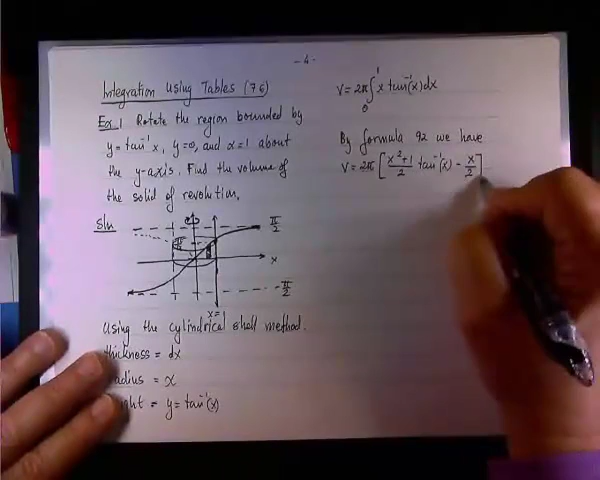 - 4 -
Integration Using Tables (7.6)
Ex.1 Rotate the region bounded by
y = tan⁻¹x, y=0, and x=1 about
the y-axis. Find the volume of
the solid of revolution.
Sln
π/2
x
-π/2
x=1
Using the cylindrical shell method.
thickness = dx
radius = x
height = y = tan⁻¹(x)
V = 2π ∫₀¹ x tan⁻¹(x) dx
By formula 92 we have
V = 2π [ (x²+1)/2 tan⁻¹(x) - x/2 ]